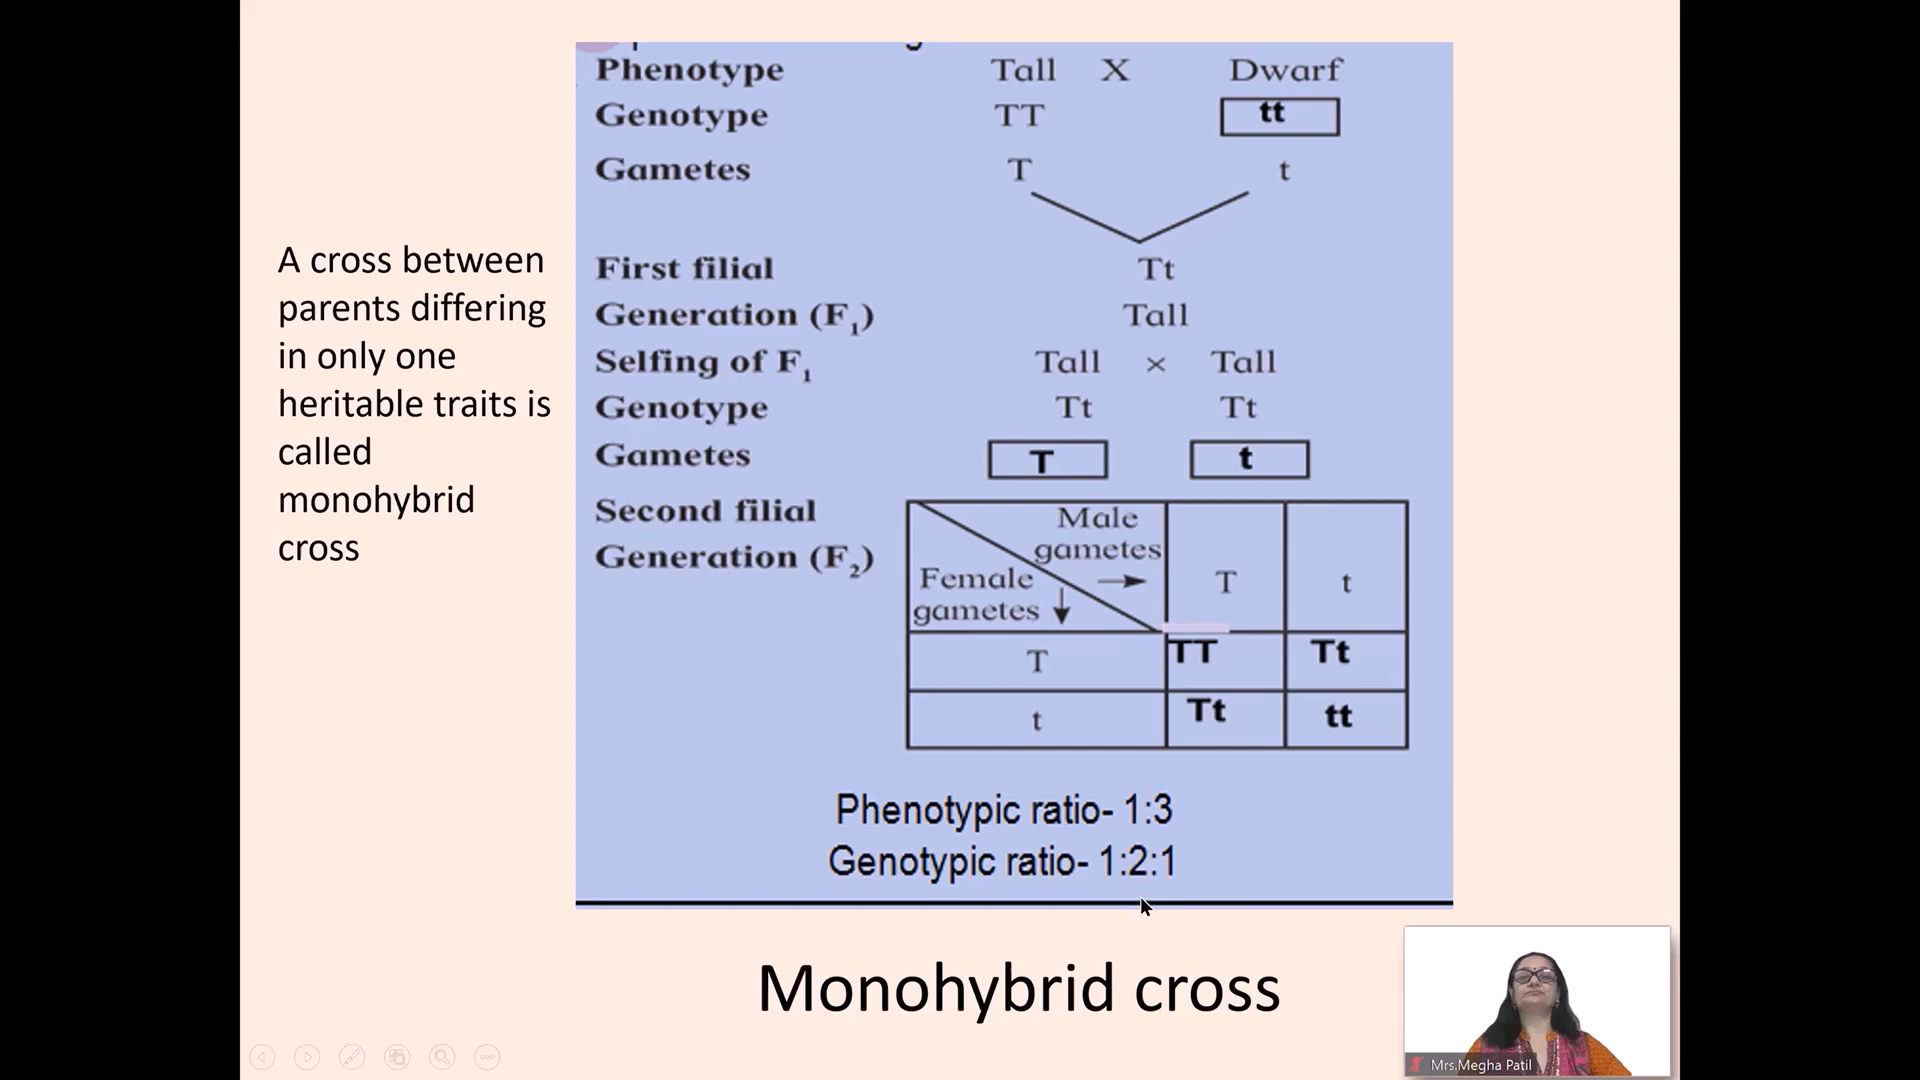 A cross between
parents differing
in only one
heritable traits is
called
monohybrid
cross
Phenotype Tall X Dwarf
Genotype TT tt
Gametes T t
First filial Tt
Generation (F1) Tall
Selfing of F1 Tall × Tall
Genotype Tt Tt
Gametes T t
Second filial
Generation (F2)
Male
gametes
Female
gametes
T t
T TT Tt
t Tt tt
Phenotypic ratio- 1:3
Genotypic ratio- 1:2:1
Monohybrid cross
Mrs.Megha Patil